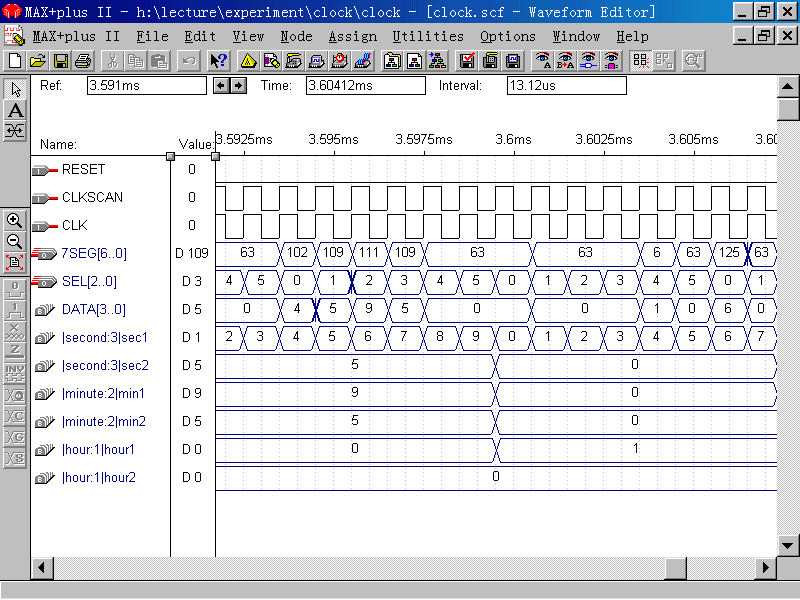 MAX+plus II - h:\lecture\experiment\clock\clock - [clock.scf - Waveform Editor]
MAX+plus II File Edit View Node Assign Utilities Options Window Help
Ref: 3.591ms Time: 3.60412ms Interval: 13.12us
3.5925ms 3.595ms 3.5975ms 3.6ms 3.6025ms 3.605ms 3.60
Name: Value:
RESET 0
CLKSCAN 0
CLK 0
7SEG[6..0] D 109 63 102 109 111 109 63 63 6 63 125 63
SEL[2..0] D 3 4 5 0 1 2 3 4 5 0 1 2 3 4 5 0 1
DATA[3..0] D 5 0 4 5 9 5 0 0 1 0 6 0
|second:3|sec1 D 1 2 3 4 5 6 7 8 9 0 1 2 3 4 5 6 7
|second:3|sec2 D 5 5 0
|minute:2|min1 D 9 9 0
|minute:2|min2 D 5 5 0
|hour:1|hour1 D 0 0 1
|hour:1|hour2 D 0 0